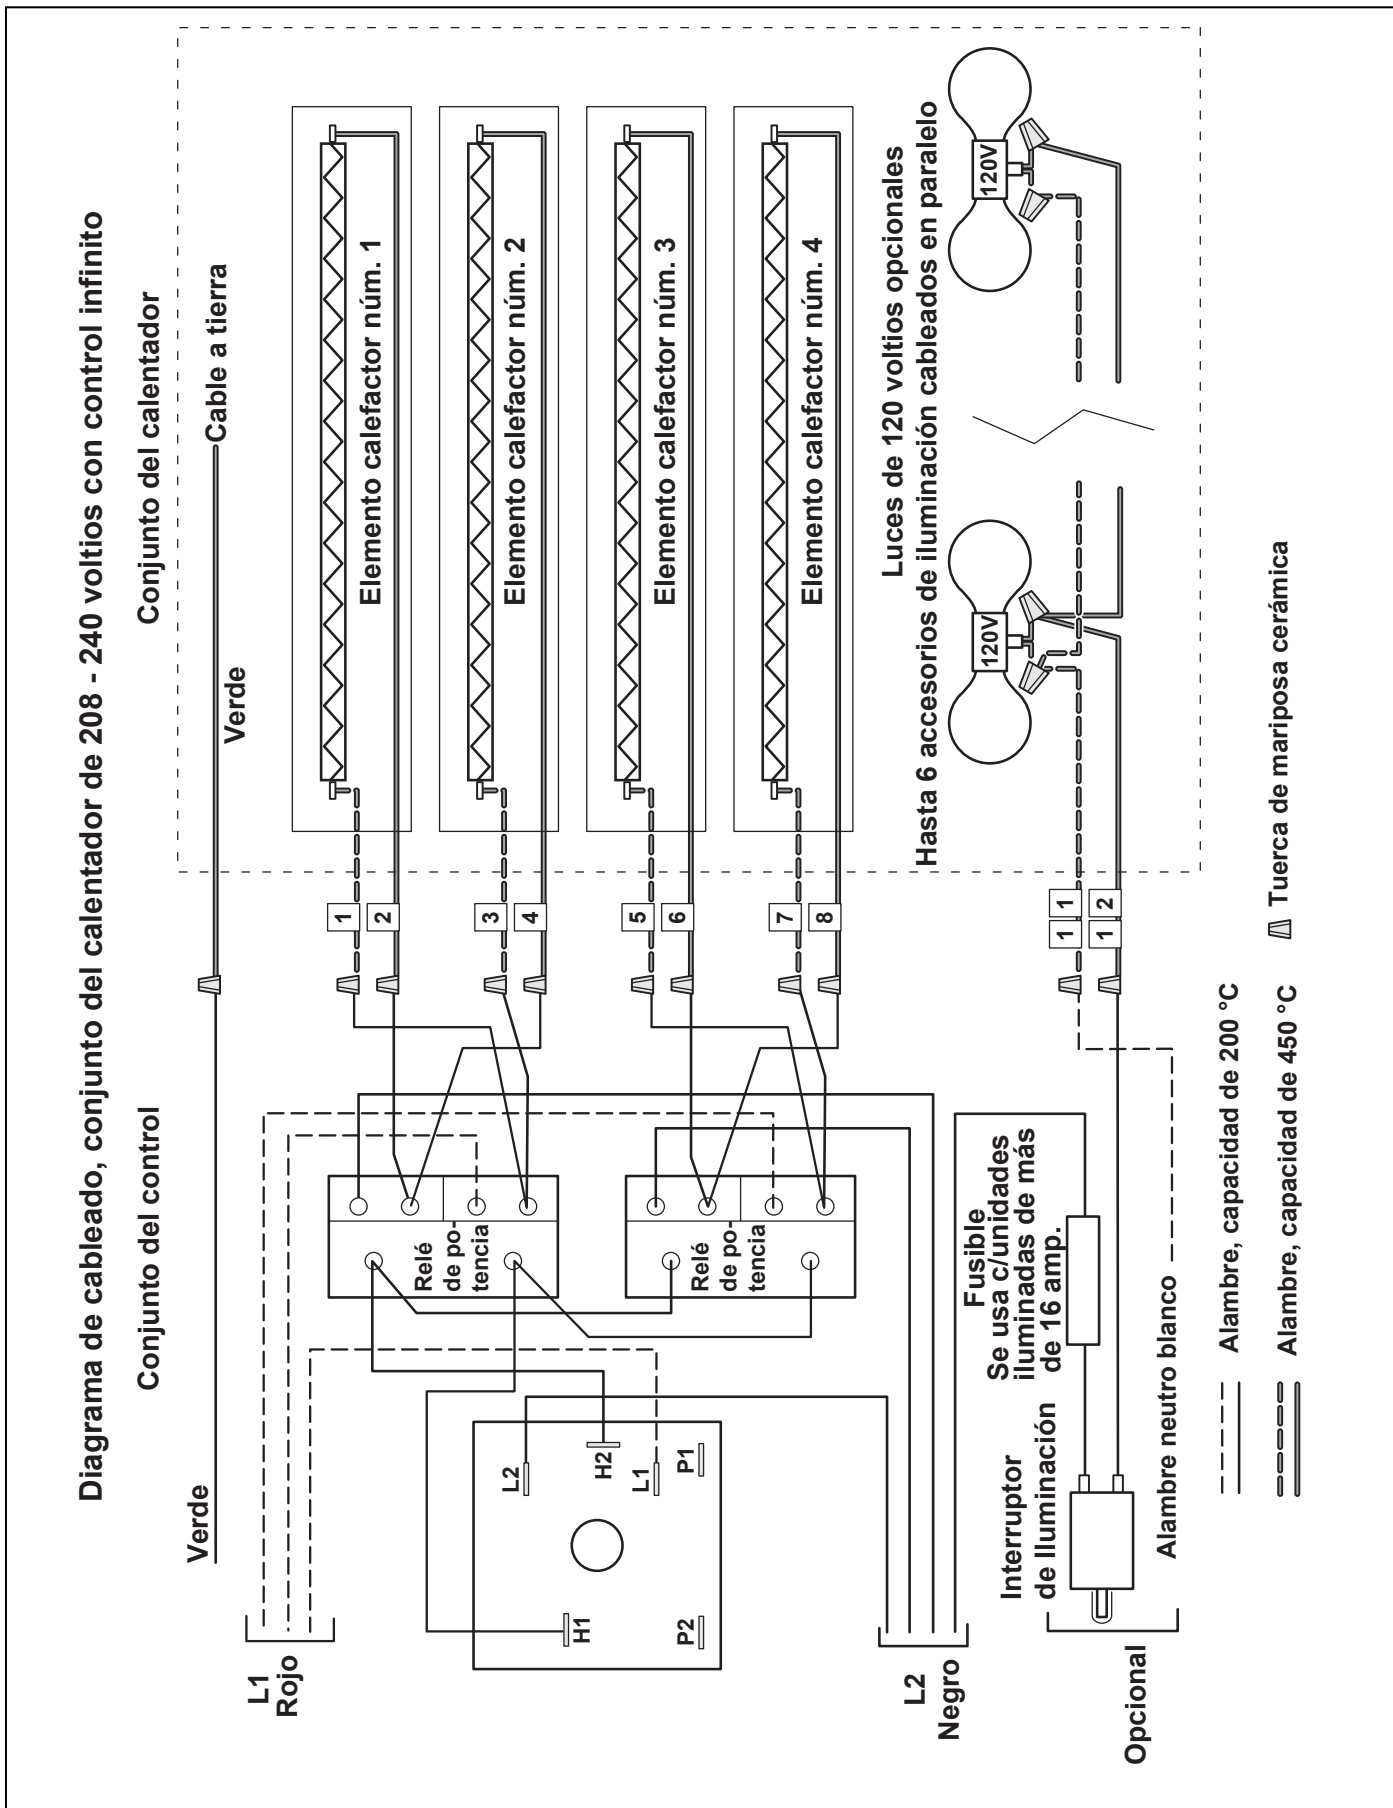 Diagrama de cableado, conjunto del calentador de 208 - 240 voltios con control infinito
Conjunto del control
Conjunto del calentador
Verde
Verde
Cable a tierra
L1
Rojo
H1
P2
L2
H2
L1
P1
Relé
de po-
tencia
Relé
de po-
tencia
1
2
3
4
5
6
7
8
Elemento calefactor núm. 1
Elemento calefactor núm. 2
Elemento calefactor núm. 3
Elemento calefactor núm. 4
Luces de 120 voltios opcionales
Hasta 6 accesorios de iluminación cableados en paralelo
120V
120V
1 1
1 2
L2
Negro
Fusible
Se usa c/unidades
iluminadas de más
de 16 amp.
Interruptor
de Iluminación
Alambre neutro blanco
Opcional
Alambre, capacidad de 200 °C
Alambre, capacidad de 450 °C
Tuerca de mariposa cerámica